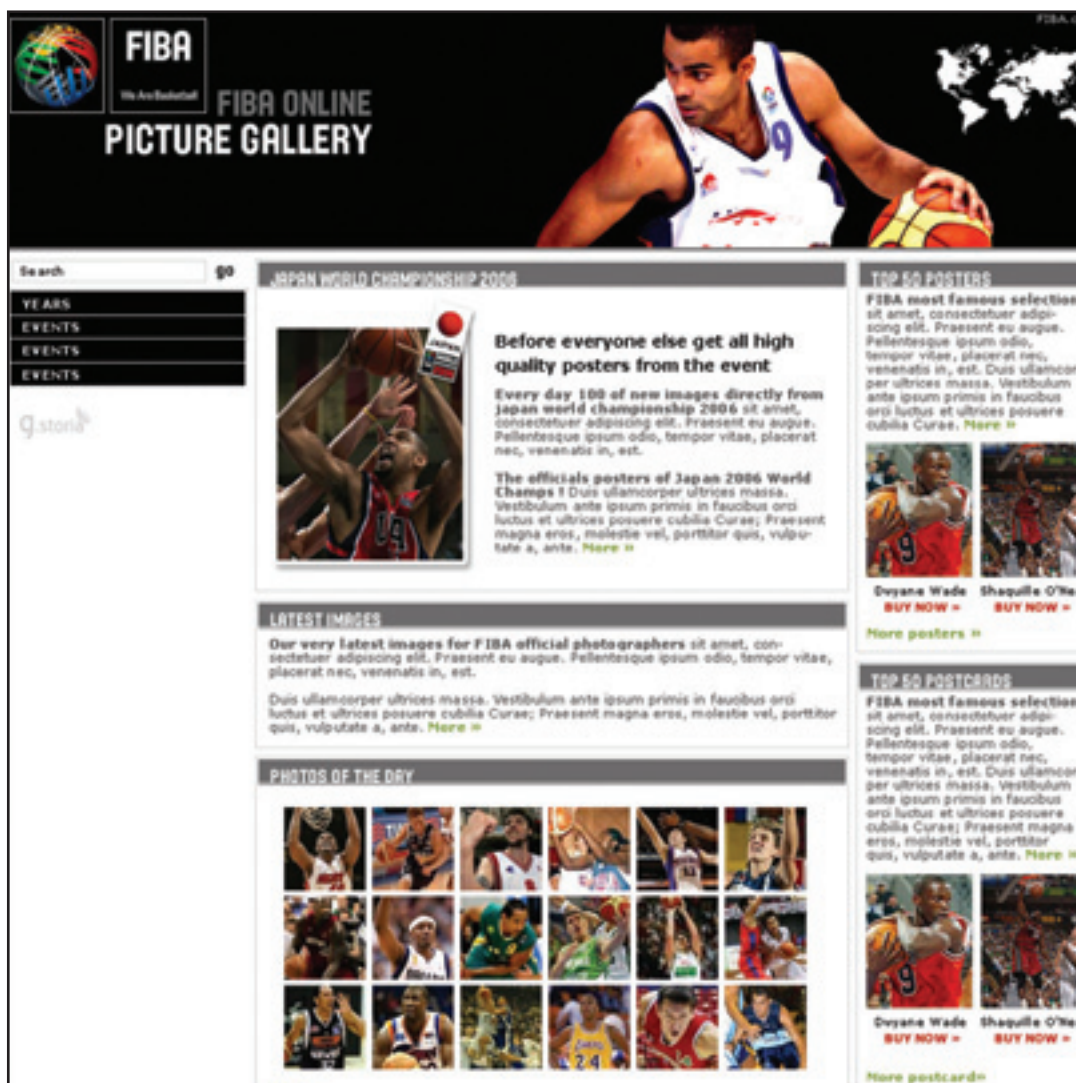 FIBA
We Are Basketball
FIBA ONLINE
PICTURE GALLERY
FIBA.c
9
Search
go
YEARS
EVENTS
EVENTS
EVENTS
g.storia
JAPAN WORLD CHAMPIONSHIP 2006
JAPAN
Before everyone else get all high
quality posters from the event
Every day 100 of new images directly from
japan world championship 2006 sit amet,
consectetuer adipiscing elit. Praesent eu augue.
Pellentesque ipsum odio, tempor vitae, placerat
nec, venenatis in, est.
The officials posters of Japan 2006 World
Champs ! Duis ullamcorper ultrices massa.
Vestibulum ante ipsum primis in faucibus orci
luctus et ultrices posuere cubilia Curae; Praesent
magna eros, molestie vel, porttitor quis, vulpu-
tate a, ante. More »
LATEST IMAGES
Our very latest images for FIBA official photographers sit amet, con-
sectetuer adipiscing elit. Praesent eu augue. Pellentesque ipsum odio, tempor vitae,
placerat nec, venenatis in, est.
Duis ullamcorper ultrices massa. Vestibulum ante ipsum primis in faucibus orci
luctus et ultrices posuere cubilia Curae; Praesent magna eros, molestie vel, porttitor
quis, vulputate a, ante. More »
PHOTOS OF THE DAY
24
TOP 50 POSTERS
FIBA most famous selection
sit amet, consectetuer adipi-
scing elit. Praesent eu augue.
Pellentesque ipsum odio,
tempor vitae, placerat nec,
venenatis in, est. Duis ullamcor
per ultrices massa. Vestibulum
ante ipsum primis in faucibus
orci luctus et ultrices posuere
cubilia Curae. More »
9
Dwyane Wade Shaquille O'Nea
BUY NOW » BUY NOW »
More posters »
TOP 50 POSTCARDS
FIBA most famous selection
sit amet, consectetuer adipi-
scing elit. Praesent eu augue.
Pellentesque ipsum odio,
tempor vitae, placerat nec,
venenatis in, est. Duis ullamcor
per ultrices massa. Vestibulum
ante ipsum primis in faucibus
orci luctus et ultrices posuere
cubilia Curae; Praesent magna
eros, molestie vel, porttitor
quis, vulputate a, ante. More »
9
Dwyane Wade Shaquille O'Nea
BUY NOW » BUY NOW »
More postcard»